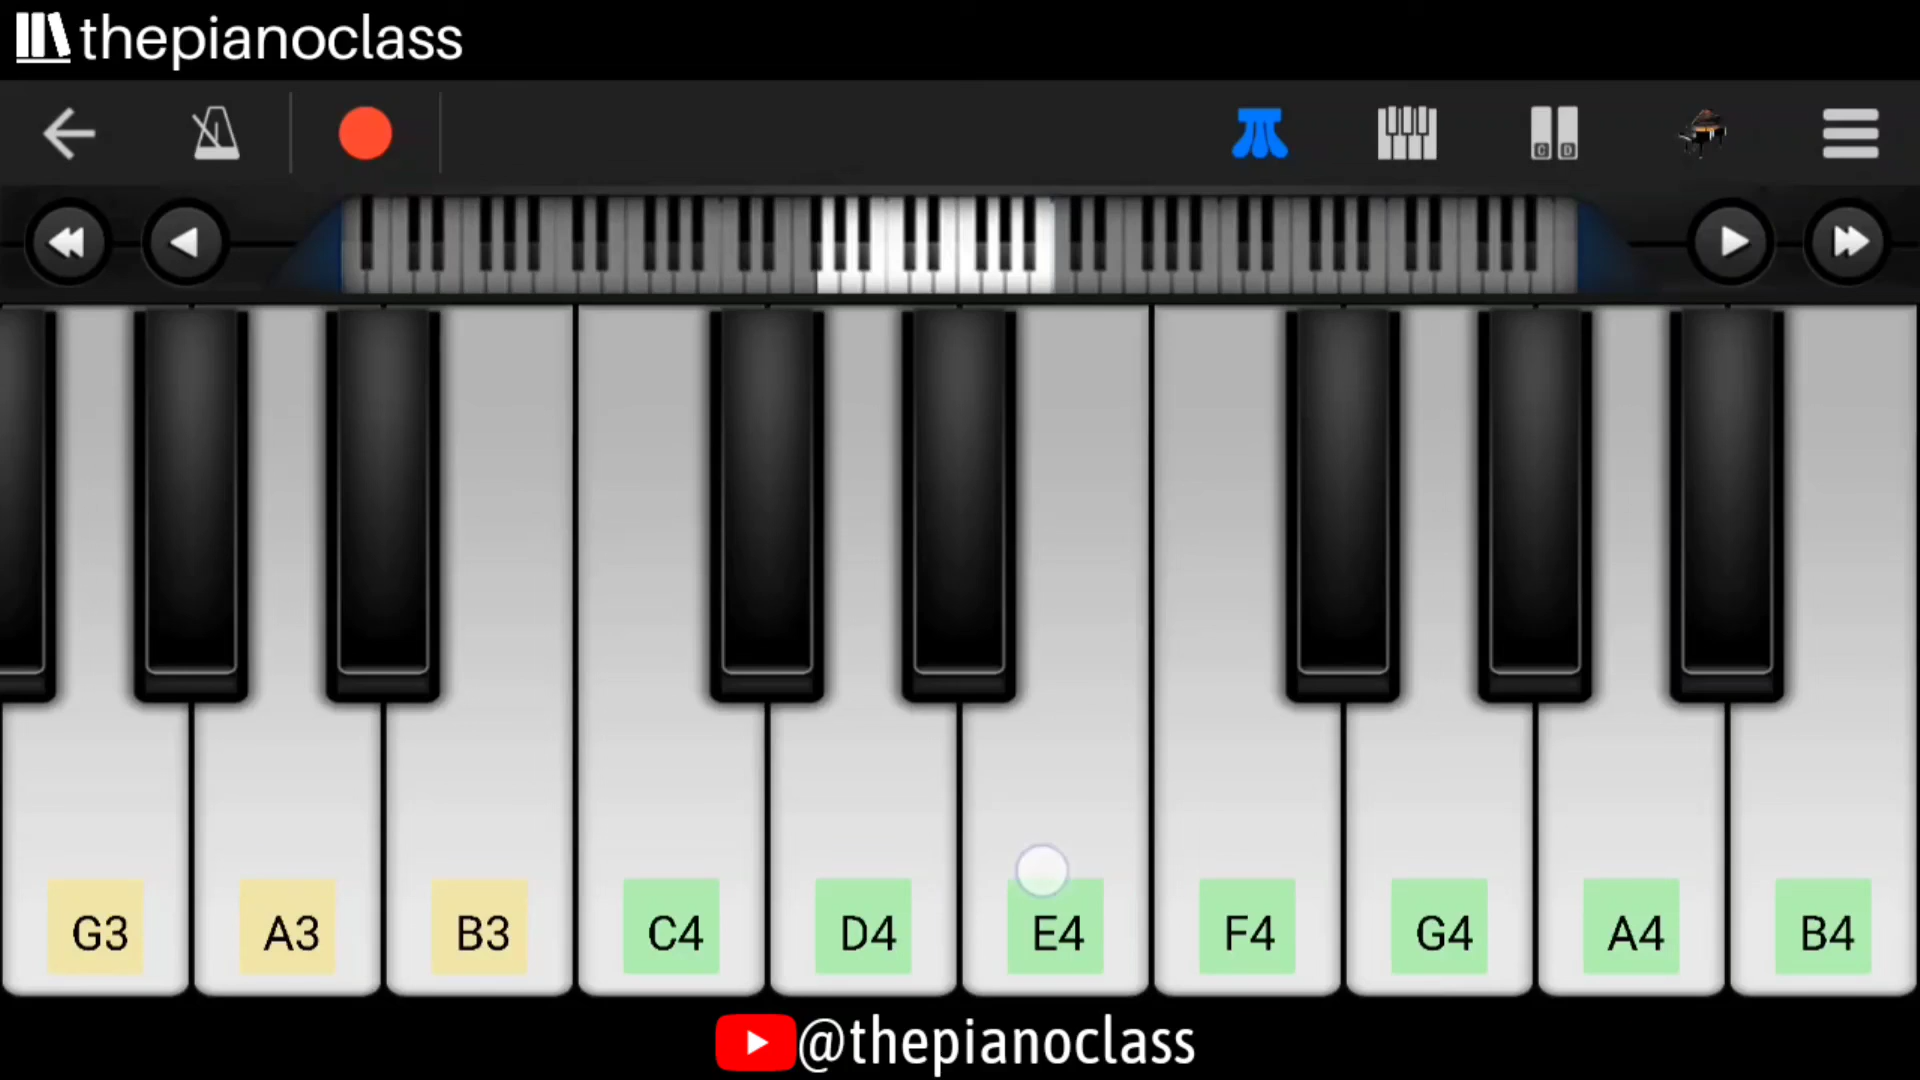 thepianoclass
C D
G3 A3 B3 C4 D4 E4 F4 G4 A4 B4
@thepianoclass